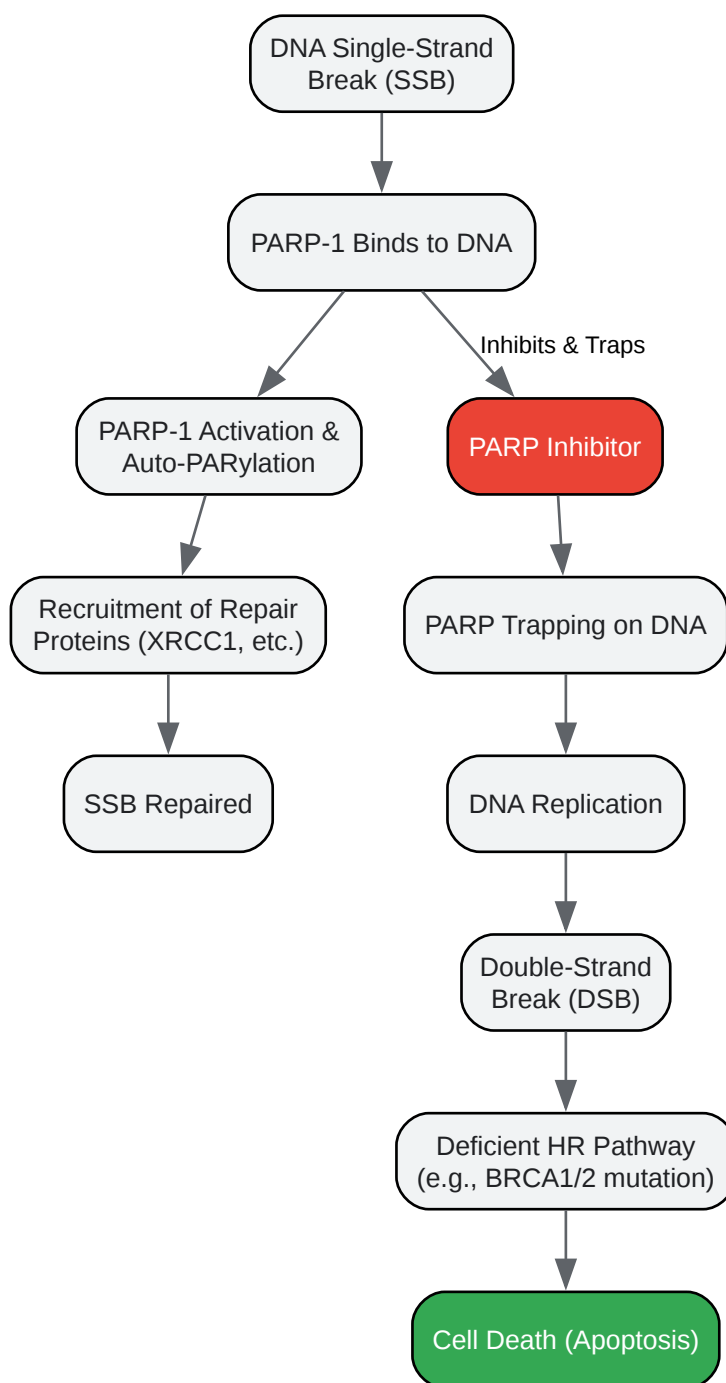 DNA Single-Strand
Break (SSB)
PARP-1 Binds to DNA
Inhibits & Traps
PARP-1 Activation &
Auto-PARylation
PARP Inhibitor
Recruitment of Repair
Proteins (XRCC1, etc.)
PARP Trapping on DNA
SSB Repaired
DNA Replication
Double-Strand
Break (DSB)
Deficient HR Pathway
(e.g., BRCA1/2 mutation)
Cell Death (Apoptosis)